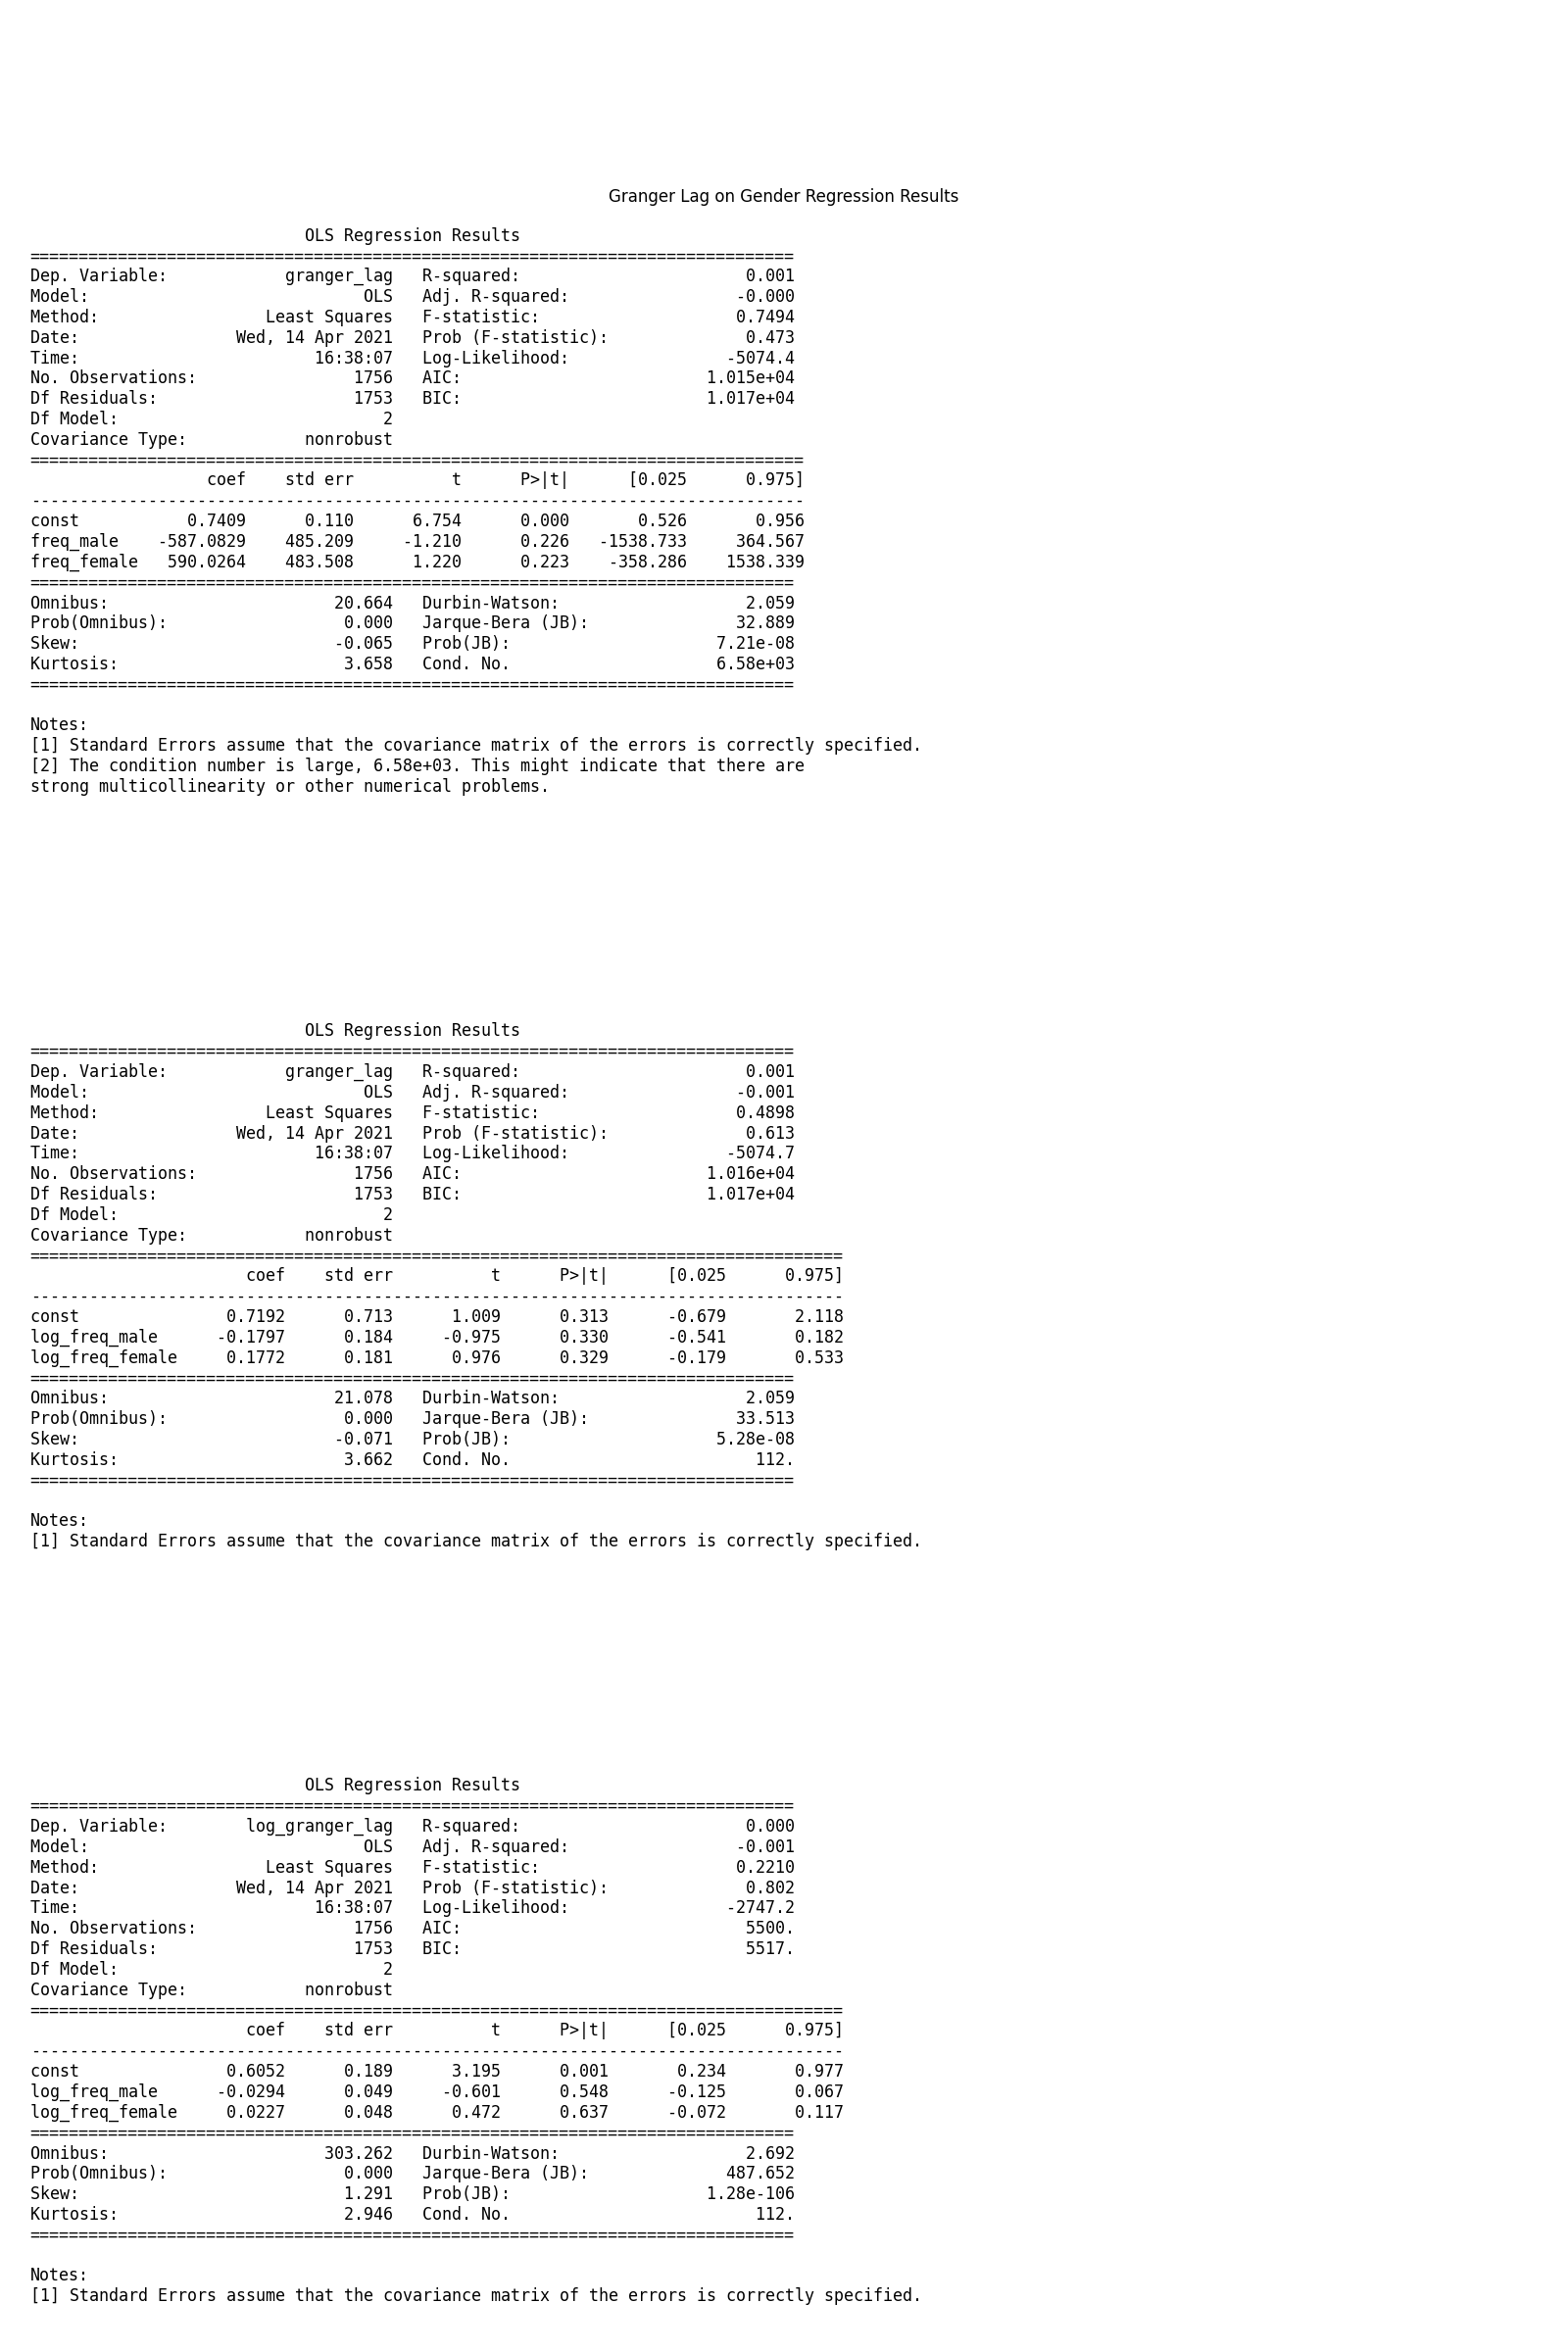 Granger Lag on Gender Regression Results
                            OLS Regression Results
==============================================================================
Dep. Variable:            granger_lag   R-squared:                       0.001
Model:                            OLS   Adj. R-squared:                 -0.000
Method:                 Least Squares   F-statistic:                    0.7494
Date:                Wed, 14 Apr 2021   Prob (F-statistic):              0.473
Time:                        16:38:07   Log-Likelihood:                -5074.4
No. Observations:                1756   AIC:                         1.015e+04
Df Residuals:                    1753   BIC:                         1.017e+04
Df Model:                           2
Covariance Type:            nonrobust
===============================================================================
                  coef    std err          t      P>|t|      [0.025      0.975]
-------------------------------------------------------------------------------
const           0.7409      0.110      6.754      0.000       0.526       0.956
freq_male    -587.0829    485.209     -1.210      0.226   -1538.733     364.567
freq_female   590.0264    483.508      1.220      0.223    -358.286    1538.339
==============================================================================
Omnibus:                       20.664   Durbin-Watson:                   2.059
Prob(Omnibus):                  0.000   Jarque-Bera (JB):               32.889
Skew:                          -0.065   Prob(JB):                     7.21e-08
Kurtosis:                       3.658   Cond. No.                     6.58e+03
==============================================================================
Notes:
[1] Standard Errors assume that the covariance matrix of the errors is correctly specified.
[2] The condition number is large, 6.58e+03. This might indicate that there are
strong multicollinearity or other numerical problems.
                            OLS Regression Results
==============================================================================
Dep. Variable:            granger_lag   R-squared:                       0.001
Model:                            OLS   Adj. R-squared:                 -0.001
Method:                 Least Squares   F-statistic:                    0.4898
Date:                Wed, 14 Apr 2021   Prob (F-statistic):              0.613
Time:                        16:38:07   Log-Likelihood:                -5074.7
No. Observations:                1756   AIC:                         1.016e+04
Df Residuals:                    1753   BIC:                         1.017e+04
Df Model:                           2
Covariance Type:            nonrobust
===================================================================================
                      coef    std err          t      P>|t|      [0.025      0.975]
-----------------------------------------------------------------------------------
const               0.7192      0.713      1.009      0.313      -0.679       2.118
log_freq_male      -0.1797      0.184     -0.975      0.330      -0.541       0.182
log_freq_female     0.1772      0.181      0.976      0.329      -0.179       0.533
==============================================================================
Omnibus:                       21.078   Durbin-Watson:                   2.059
Prob(Omnibus):                  0.000   Jarque-Bera (JB):               33.513
Skew:                          -0.071   Prob(JB):                     5.28e-08
Kurtosis:                       3.662   Cond. No.                         112.
==============================================================================
Notes:
[1] Standard Errors assume that the covariance matrix of the errors is correctly specified.
                            OLS Regression Results
==============================================================================
Dep. Variable:        log_granger_lag   R-squared:                       0.000
Model:                            OLS   Adj. R-squared:                 -0.001
Method:                 Least Squares   F-statistic:                    0.2210
Date:                Wed, 14 Apr 2021   Prob (F-statistic):              0.802
Time:                        16:38:07   Log-Likelihood:                -2747.2
No. Observations:                1756   AIC:                             5500.
Df Residuals:                    1753   BIC:                             5517.
Df Model:                           2
Covariance Type:            nonrobust
===================================================================================
                      coef    std err          t      P>|t|      [0.025      0.975]
-----------------------------------------------------------------------------------
const               0.6052      0.189      3.195      0.001       0.234       0.977
log_freq_male      -0.0294      0.049     -0.601      0.548      -0.125       0.067
log_freq_female     0.0227      0.048      0.472      0.637      -0.072       0.117
==============================================================================
Omnibus:                      303.262   Durbin-Watson:                   2.692
Prob(Omnibus):                  0.000   Jarque-Bera (JB):              487.652
Skew:                           1.291   Prob(JB):                    1.28e-106
Kurtosis:                       2.946   Cond. No.                         112.
==============================================================================
Notes:
[1] Standard Errors assume that the covariance matrix of the errors is correctly specified.